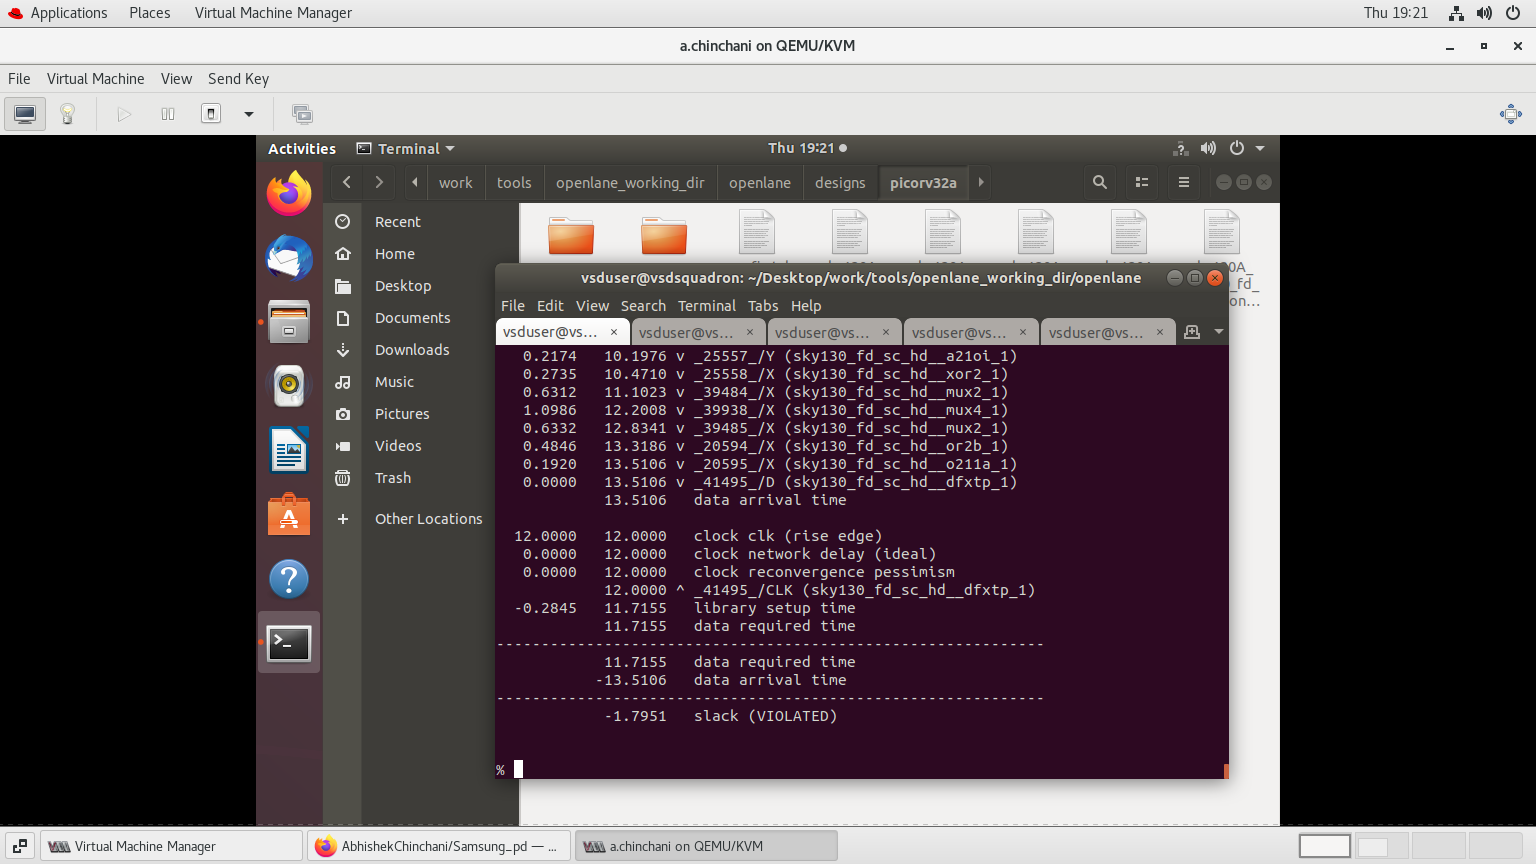 Applications Places Virtual Machine Manager Thu 19:21
a.chinchani on QEMU/KVM
File Virtual Machine View Send Key
Activities Terminal Thu 19:21
work tools openlane_working_dir openlane designs picorv32a
Recent
Home
Desktop
Documents
Downloads
Music
Pictures
Videos
Trash
Other Locations
vsduser@vsdsquadron: ~/Desktop/work/tools/openlane_working_dir/openlane
File Edit View Search Terminal Tabs Help
vsduser@vs... × vsduser@vs... × vsduser@vs... × vsduser@vs... × vsduser@vs... ×
0.2174 10.1976 v _25557_/Y (sky130_fd_sc_hd__a21oi_1)
0.2735 10.4710 v _25558_/X (sky130_fd_sc_hd__xor2_1)
0.6312 11.1023 v _39484_/X (sky130_fd_sc_hd__mux2_1)
1.0986 12.2008 v _39938_/X (sky130_fd_sc_hd__mux4_1)
0.6332 12.8341 v _39485_/X (sky130_fd_sc_hd__mux2_1)
0.4846 13.3186 v _20594_/X (sky130_fd_sc_hd__or2b_1)
0.1920 13.5106 v _20595_/X (sky130_fd_sc_hd__o211a_1)
0.0000 13.5106 v _41495_/D (sky130_fd_sc_hd__dfxtp_1)
13.5106 data arrival time
12.0000 12.0000 clock clk (rise edge)
0.0000 12.0000 clock network delay (ideal)
0.0000 12.0000 clock reconvergence pessimism
12.0000 ^ _41495_/CLK (sky130_fd_sc_hd__dfxtp_1)
-0.2845 11.7155 library setup time
11.7155 data required time
-------------------------------------------------------------
11.7155 data required time
-13.5106 data arrival time
-------------------------------------------------------------
-1.7951 slack (VIOLATED)
%
Virtual Machine Manager AbhishekChinchani/Samsung_pd — ... a.chinchani on QEMU/KVM